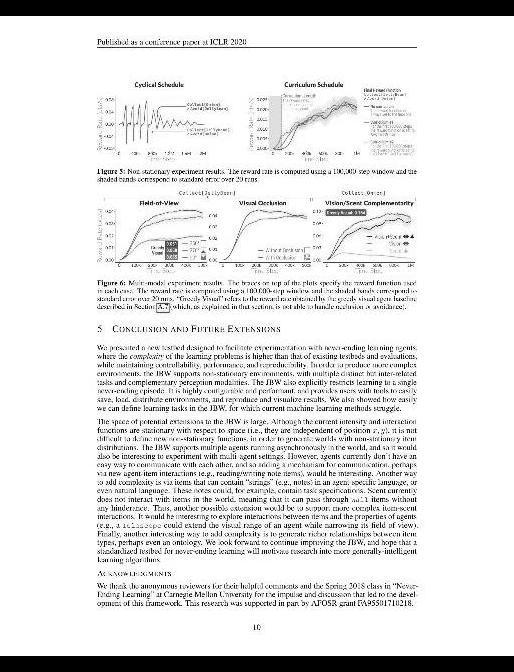 Published as a conference paper at ICLR 2020
Cyclical Schedule
Curriculum Schedule
Figure 5: Non-stationary experiment results. The reward rate is computed using a 100,000-step window and the
shaded bands correspond to standard error over 20 runs.
Collect[JellyBean]
Collect[Onion]
Field-of-View
Visual Occlusion
Vision/Scent Complementarity
Figure 6: Multi-modal experiment results. The braces on top of the plots specify the reward function used
in each case. The reward rate is computed using a 100,000-step window and the shaded bands correspond to
standard error over 20 runs. "Greedy Visual" refers to the reward rate obtained by the greedy visual agent baseline
described in Section A.7 (which, as explained in that section, is not able to handle occlusion or avoidance).
5 CONCLUSION AND FUTURE EXTENSIONS
We presented a new testbed designed to facilitate experimentation with never-ending learning agents,
where the complexity of the learning problems is higher than that of existing testbeds and evaluations,
while maintaining controllability, performance, and reproducibility. In order to produce more complex
environments, the JBW supports non-stationary environments, with multiple distinct but inter-related
tasks and complementary perception modalities. The JBW also explicitly restricts learning to a single
never-ending episode. It is highly configurable and performant, and provides users with tools to easily
save, load, distribute environments, and reproduce and visualize results. We also showed how easily
we can define learning tasks in the JBW, for which current machine learning methods struggle.
The space of potential extensions to the JBW is large. Although the current intensity and interaction
functions are stationary with respect to space (i.e., they are independent of position x, y), it is not
difficult to define new non-stationary functions, in order to generate worlds with non-stationary item
distributions. The JBW supports multiple agents running asynchronously in the world, and so it would
also be interesting to experiment with multi-agent settings. However, agents currently don't have an
easy way to communicate with each other, and so adding a mechanism for communication, perhaps
via new agent-item interactions (e.g., reading/writing note items), would be interesting. Another way
to add complexity is via items that can contain "strings" (e.g., notes) in an agent-specific language, or
even natural language. These notes could, for example, contain task specifications. Scent currently
does not interact with items in the world, meaning that it can pass through wall items without
any hinderance. Thus, another possible extension would be to support more complex item-scent
interactions. It would be interesting to explore interactions between items and the properties of agents
(e.g., a telescope could extend the visual range of an agent while narrowing its field of view).
Finally, another interesting way to add complexity is to generate richer relationships between item
types, perhaps even an ontology. We look forward to continue improving the JBW, and hope that a
standardized testbed for never-ending learning will motivate research into more generally-intelligent
learning algorithms.
ACKNOWLEDGMENTS
We thank the anonymous reviewers for their helpful comments and the Spring 2018 class in "Never-
Ending Learning" at Carnegie Mellon University for the impulse and discussion that led to the devel-
opment of this framework. This research was supported in part by AFOSR grant FA95501710218.
10